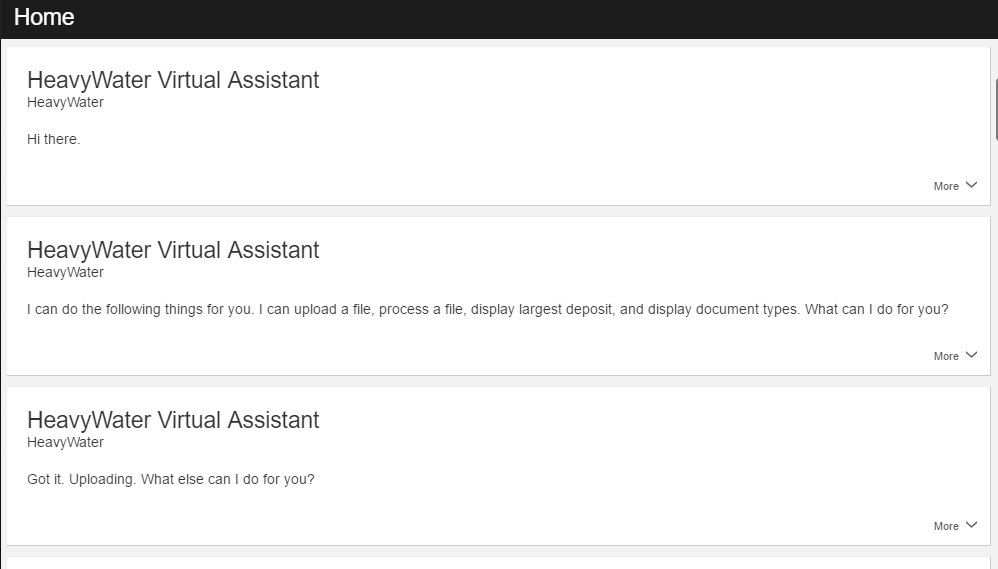 Home
HeavyWater Virtual Assistant
HeavyWater
Hi there.
More
HeavyWater Virtual Assistant
HeavyWater
I can do the following things for you. I can upload a file, process a file, display largest deposit, and display document types. What can I do for you?
More
HeavyWater Virtual Assistant
HeavyWater
Got it. Uploading. What else can I do for you?
More